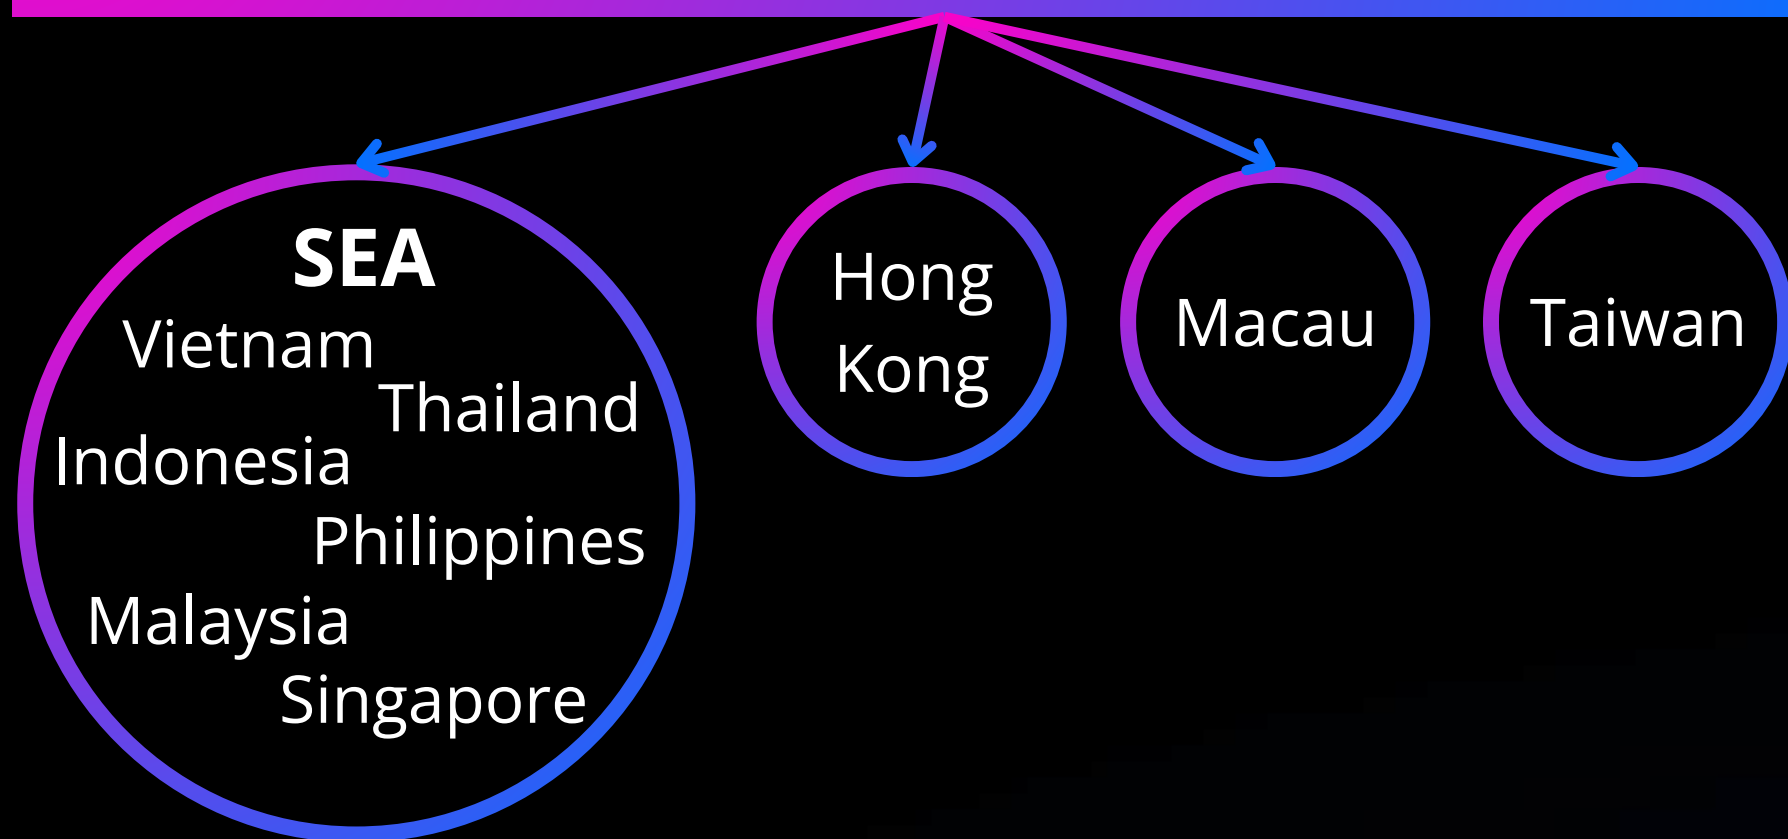 SEA
Vietnam
Thailand
Indonesia
Philippines
Malaysia
Singapore
Hong
Kong
Macau
Taiwan